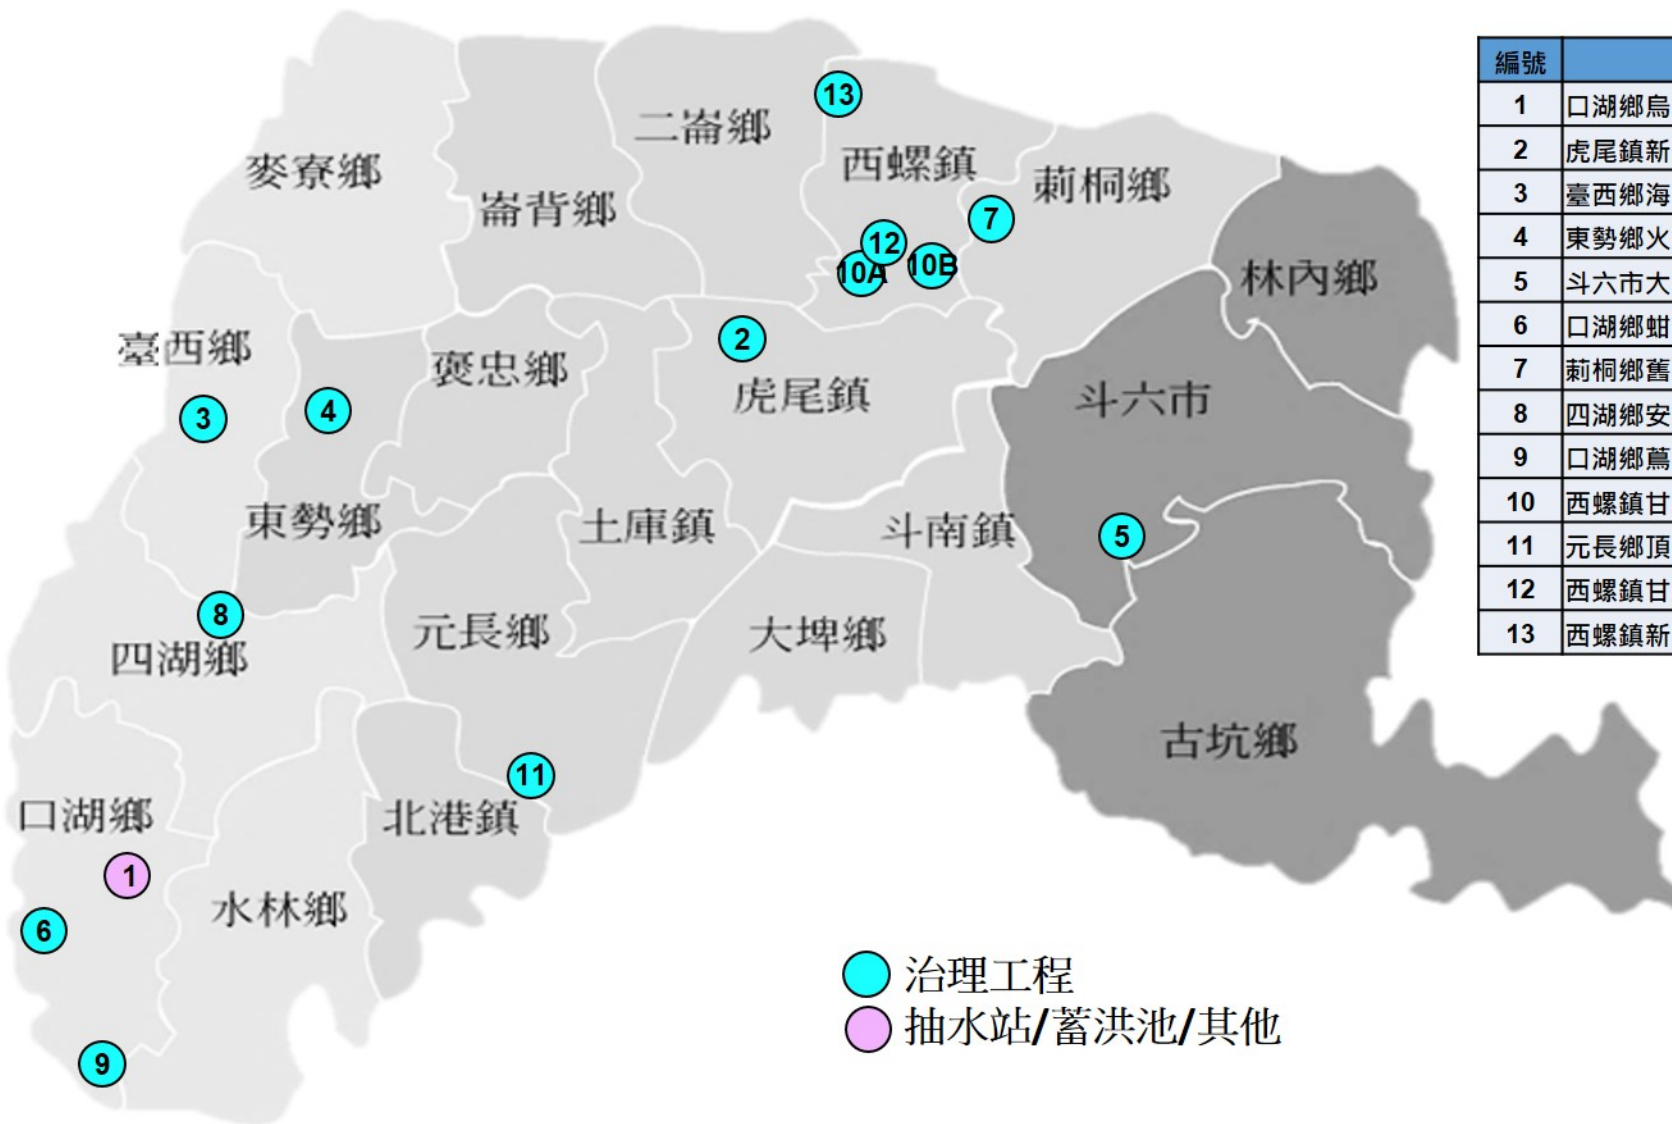 二崙鄉
13
麥寮鄉
崙背鄉
西螺鎮
莿桐鄉
7
12
10A
10B
林內鄉
臺西鄉
褒忠鄉
2
虎尾鎮
斗六市
3
4
東勢鄉
土庫鎮
斗南鎮
5
8
四湖鄉
元長鄉
大埤鄉
古坑鄉
11
口湖鄉
北港鎮
1
6
水林鄉
9
治理工程
抽水站/蓄洪池/其他
編號
1 口湖鄉烏
2 虎尾鎮新
3 臺西鄉海
4 東勢鄉火
5 斗六市大
6 口湖鄉蚶
7 莿桐鄉舊
8 四湖鄉安
9 口湖鄉蔦
10 西螺鎮甘
11 元長鄉頂
12 西螺鎮甘
13 西螺鎮新